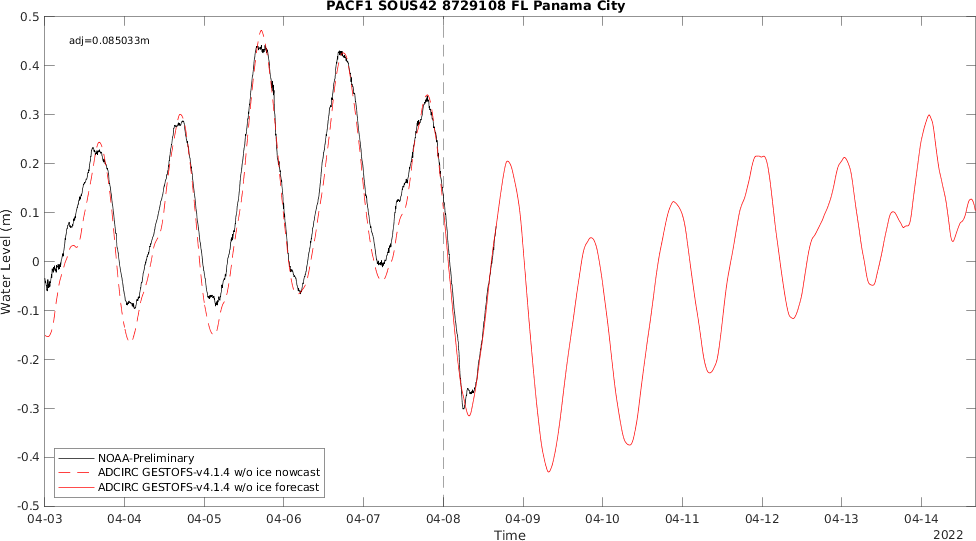 PACF1 SOUS42 8729108 FL Panama City
adj=0.085033m
Water Level (m)
0.5
0.4
0.3
0.2
0.1
0
-0.1
-0.2
-0.3
-0.4
-0.5
NOAA-Preliminary
ADCIRC GESTOFS-v4.1.4 w/o ice nowcast
ADCIRC GESTOFS-v4.1.4 w/o ice forecast
04-03 04-04 04-05 04-06 04-07 04-08 04-09 04-10 04-11 04-12 04-13 04-14
Time
2022